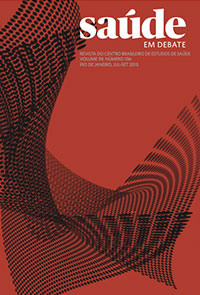 saúde
EM DEBATE
REVISTA DO CENTRO BRASILEIRO DE ESTUDOS DE SAÚDE
VOLUME 39, NÚMERO 106
RIO DE JANEIRO, JUL-SET 2015